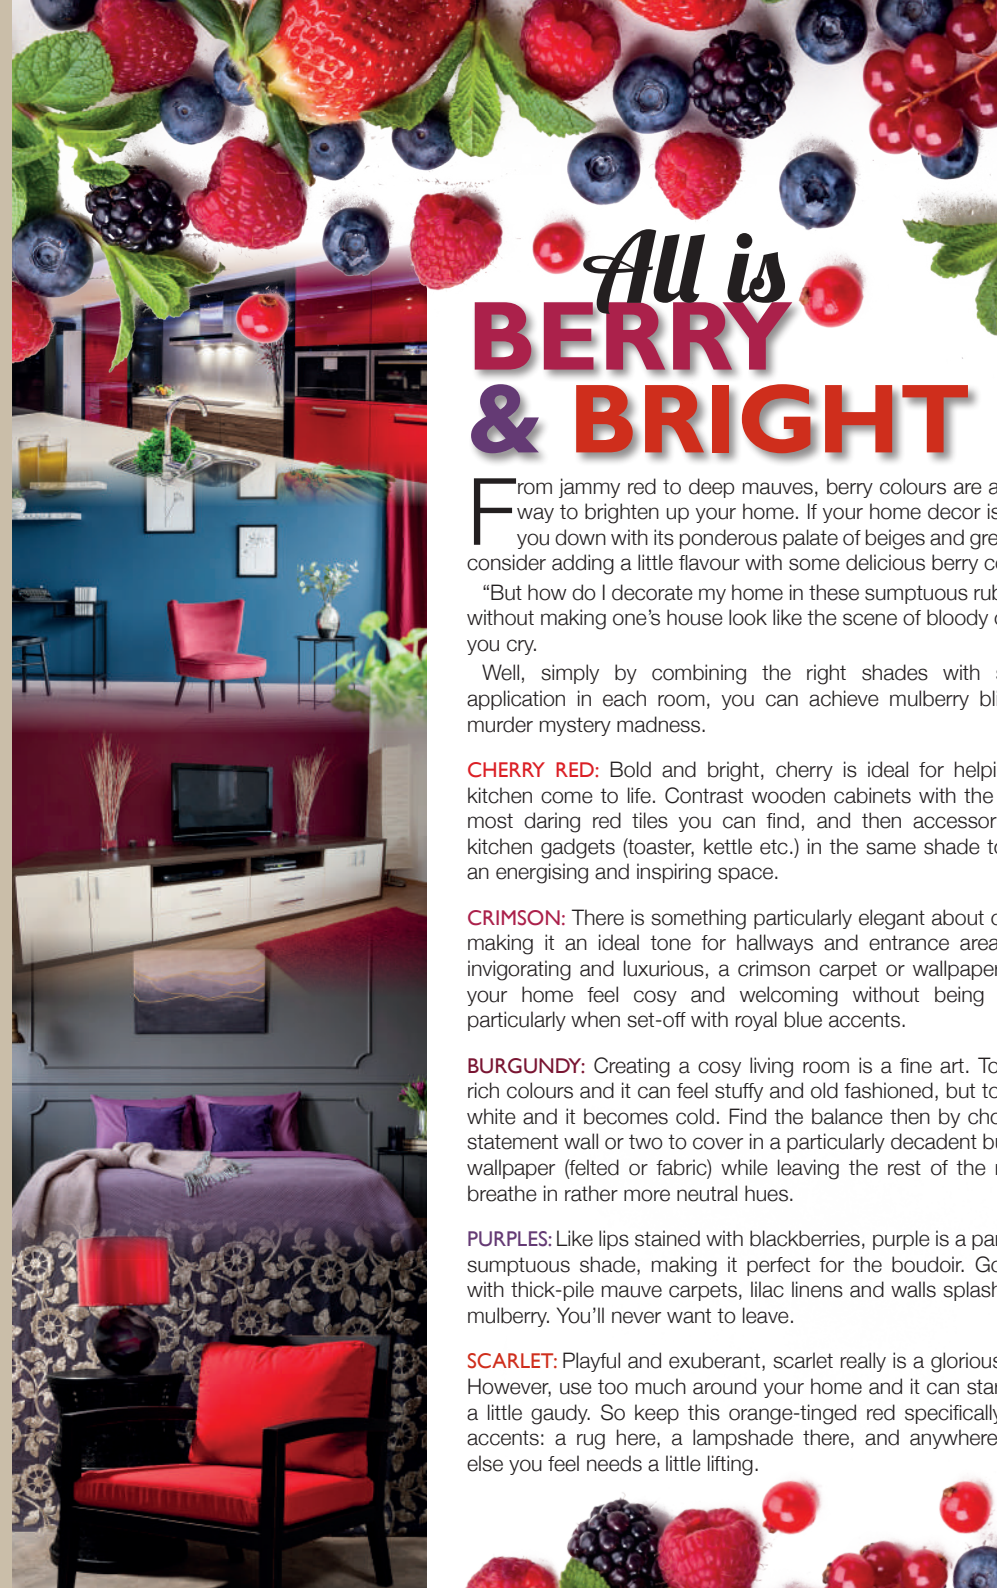 All is
BERRY
& BRIGHT
From jammy red to deep mauves, berry colours are a
way to brighten up your home. If your home decor is
you down with its ponderous palate of beiges and
consider adding a little flavour with some delicious berry
“But how do I decorate my home in these sumptuous
without making one’s house look like the scene of bloody
you cry.
Well, simply by combining the right shades with
application in each room, you can achieve mulberry
murder mystery madness.
CHERRY RED: Bold and bright, cherry is ideal for
kitchen come to life. Contrast wooden cabinets with the
most daring red tiles you can find, and then
kitchen gadgets (toaster, kettle etc.) in the same shade
an energising and inspiring space.
CRIMSON: There is something particularly elegant about
making it an ideal tone for hallways and entrance
invigorating and luxurious, a crimson carpet or wallpaper
your home feel cosy and welcoming without being
particularly when set-off with royal blue accents.
BURGUNDY: Creating a cosy living room is a fine art.
rich colours and it can feel stuffy and old fashioned, but
white and it becomes cold. Find the balance then by
statement wall or two to cover in a particularly decadent
wallpaper (felted or fabric) while leaving the rest of the
breathe in rather more neutral hues.
PURPLES: Like lips stained with blackberries, purple is a
sumptuous shade, making it perfect for the boudoir.
with thick-pile mauve carpets, lilac linens and walls
mulberry. You’ll never want to leave.
SCARLET: Playful and exuberant, scarlet really is a glorious
However, use too much around your home and it can
a little gaudy. So keep this orange-tinged red specifically
accents: a rug here, a lampshade there, and anywhere
else you feel needs a little lifting.